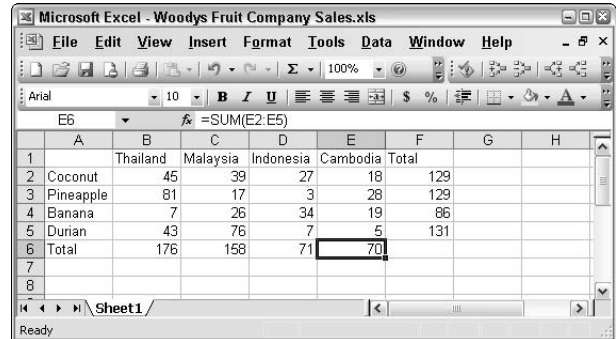 Microsoft Excel - Woodys Fruit Company Sales.xls
File Edit View Insert Format Tools Data Window Help
Σ 100%
Arial 10 B I U $ % A
E6 fx =SUM(E2:E5)
A B C D E F G H
1 Thailand Malaysia Indonesia Cambodia Total
2 Coconut 45 39 27 18 129
3 Pineapple 81 17 3 28 129
4 Banana 7 26 34 19 86
5 Durian 43 76 7 5 131
6 Total 176 158 71 70
7
8
Sheet1
Ready